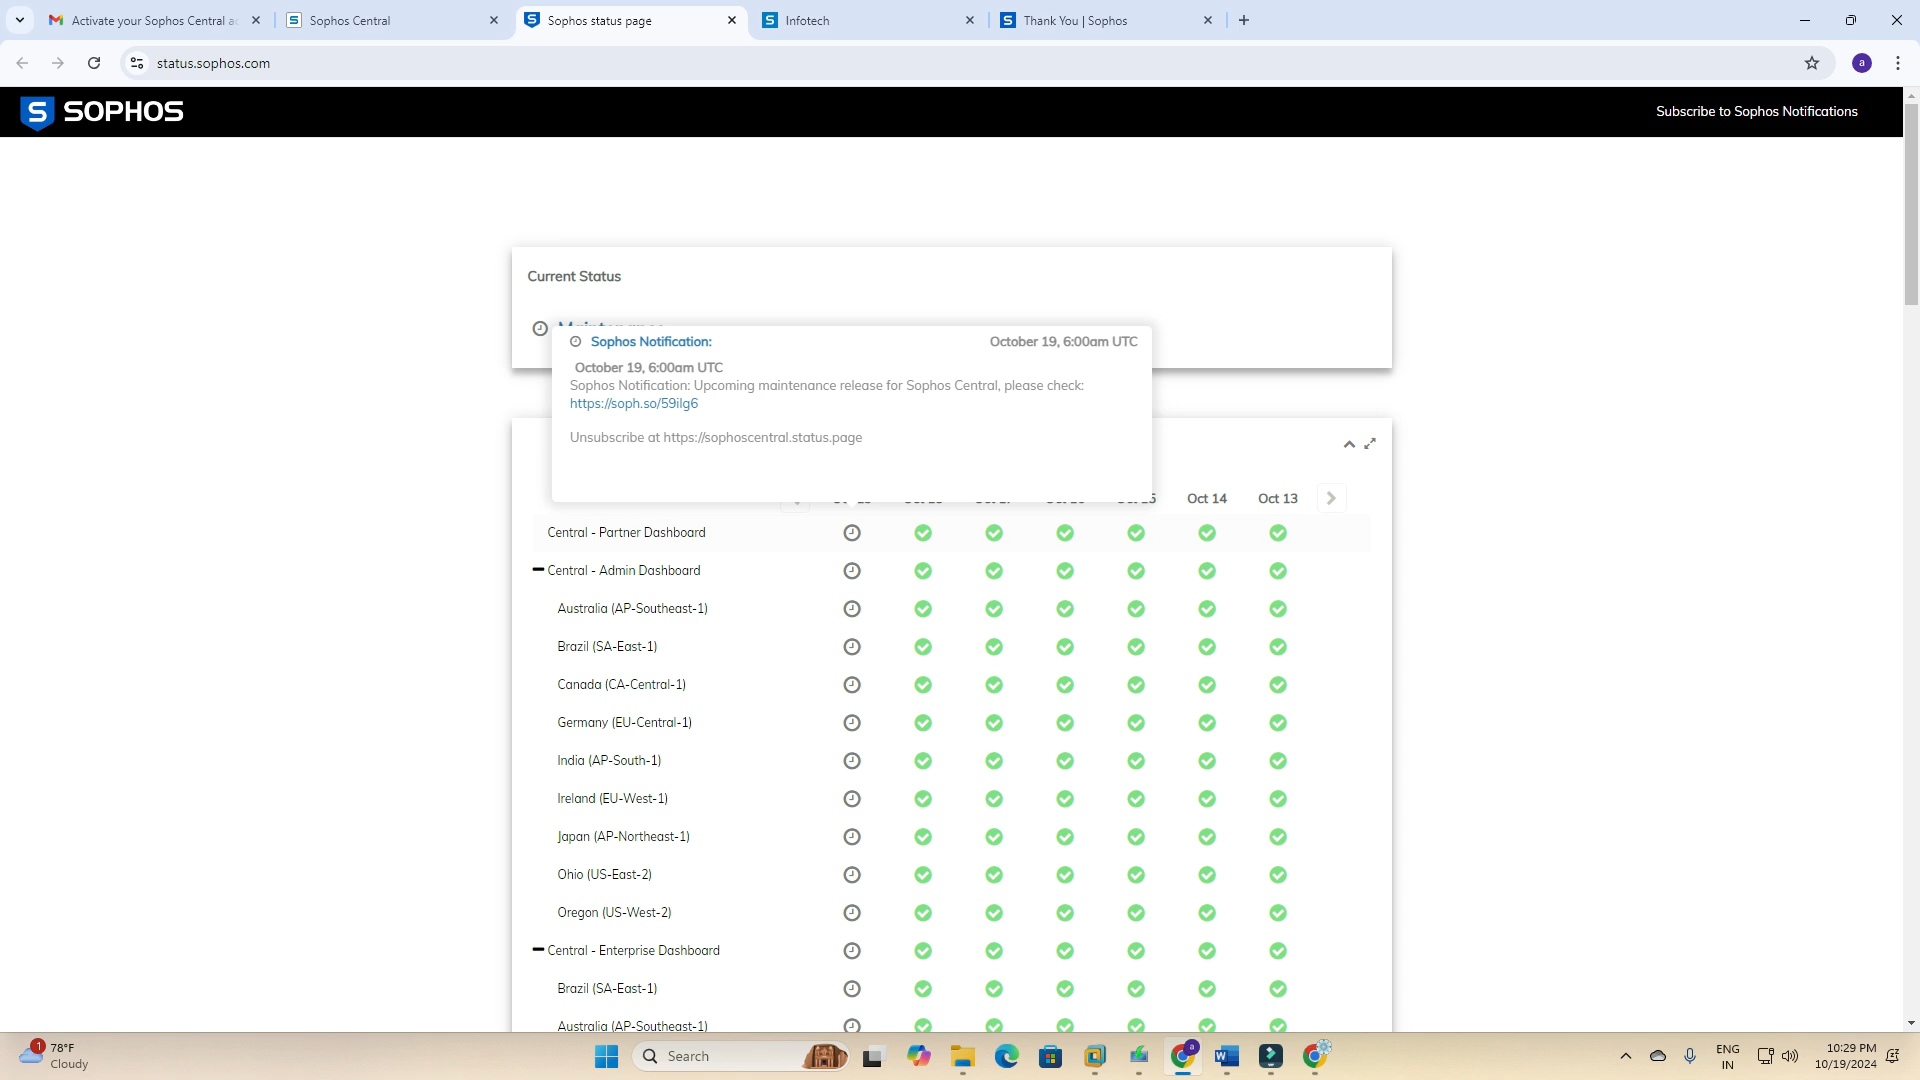 Activate your Sophos Central ac
Sophos Central
Sophos status page
Infotech
Thank You | Sophos
status.sophos.com
a
SOPHOS
Subscribe to Sophos Notifications
Current Status
Sophos Notification:
October 19, 6:00am UTC
October 19, 6:00am UTC
Sophos Notification: Upcoming maintenance release for Sophos Central, please check:
https://soph.so/59ilg6
Unsubscribe at https://sophoscentral.status.page
Oct 14
Oct 13
Central - Partner Dashboard
Central - Admin Dashboard
Australia (AP-Southeast-1)
Brazil (SA-East-1)
Canada (CA-Central-1)
Germany (EU-Central-1)
India (AP-South-1)
Ireland (EU-West-1)
Japan (AP-Northeast-1)
Ohio (US-East-2)
Oregon (US-West-2)
Central - Enterprise Dashboard
Brazil (SA-East-1)
Australia (AP-Southeast-1)
1
78°F
Cloudy
Search
ENG
IN
10:29 PM
10/19/2024